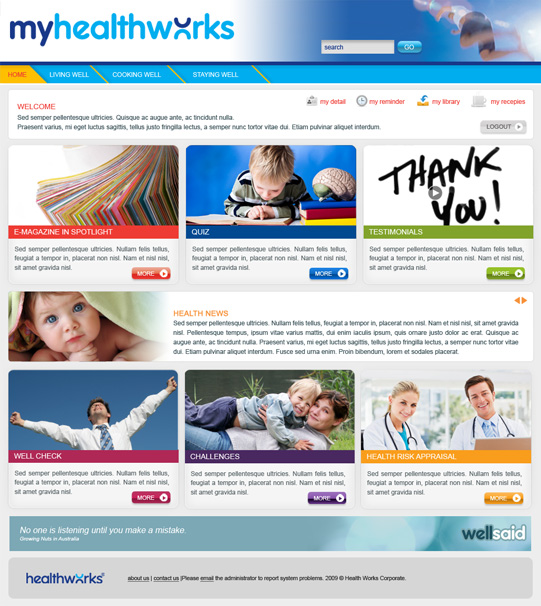 myhealthworks
search GO
HOME LIVING WELL COOKING WELL STAYING WELL
WELCOME
my detail my reminder my library my recepies
Sed semper pellentesque ultricies. Quisque ac augue ante, ac tincidunt nulla.
Praesent varius, mi eget luctus sagittis, tellus justo fringilla lectus, a semper nunc tortor vitae dui. Etiam pulvinar aliquet interdum.
LOGOUT
THANK
YOU!
E-MAGAZINE IN SPOTLIGHT
Sed semper pellentesque ultricies. Nullam felis tellus,
feugiat a tempor in, placerat non nisl. Nam et nisl nisl,
sit amet gravida nisl.
MORE
QUIZ
Sed semper pellentesque ultricies. Nullam felis tellus,
feugiat a tempor in, placerat non nisl. Nam et nisl nisl,
sit amet gravida nisl.
MORE
TESTIMONIALS
Sed semper pellentesque ultricies. Nullam felis tellus,
feugiat a tempor in, placerat non nisl. Nam et nisl nisl,
sit amet gravida nisl.
MORE
HEALTH NEWS
Sed semper pellentesque ultricies. Nullam felis tellus, feugiat a tempor in, placerat non nisl. Nam et nisl nisl, sit amet gravida
nisl. Pellentesque tempus, ipsum vitae varius mattis, dui enim iaculis ipsum, quis ornare justo dolor ac erat. Quisque ac
augue ante, ac tincidunt nulla. Praesent varius, mi eget luctus sagittis, tellus justo fringilla lectus, a semper nunc tortor vitae
dui. Etiam pulvinar aliquet interdum. Fusce sed urna enim. Proin bibendum, lorem et sodales placerat.
WELL CHECK
Sed semper pellentesque ultricies. Nullam felis tellus,
feugiat a tempor in, placerat non nisl. Nam et nisl nisl,
sit amet gravida nisl.
MORE
CHALLENGES
Sed semper pellentesque ultricies. Nullam felis tellus,
feugiat a tempor in, placerat non nisl. Nam et nisl nisl,
sit amet gravida nisl.
MORE
HEALTH RISK APPRAISAL
Sed semper pellentesque ultricies. Nullam felis tellus,
feugiat a tempor in, placerat non nisl. Nam et nisl nisl,
sit amet gravida nisl.
MORE
No one is listening until you make a mistake.
Growing Nuts in Australia
wellsaid
healthworks
about us | contact us |Please email the administrator to report system problems. 2009 © Health Works Corporate.